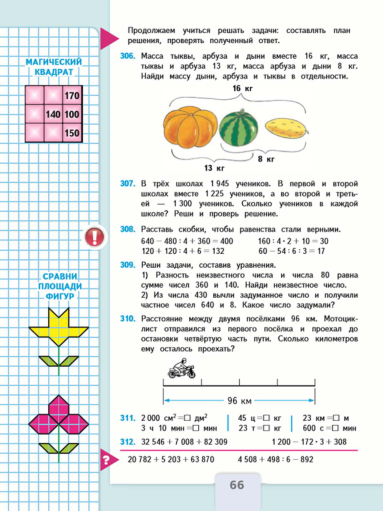 Продолжаем учиться решать задачи: составлять план
решения, проверять полученный ответ.
306. Масса тыквы, арбуза и дыни вместе 16 кг, масса
тыквы и арбуза 13 кг, масса арбуза и дыни 8 кг.
Найди массу дыни, арбуза и тыквы в отдельности.
16 кг
8 кг
13 кг
307. В трёх школах 1 945 учеников. В первой и второй
школах вместе 1 225 учеников, а во второй и треть-
ей — 1 300 учеников. Сколько учеников в каждой
школе? Реши и проверь решение.
308. Расставь скобки, чтобы равенства стали верными.
640 − 480 : 4 + 360 = 400 160 : 4 · 2 + 10 = 30
120 + 120 : 4 + 6 = 132 60 − 54 : 6 : 3 = 17
309. Реши задачи, составив уравнения.
1) Разность неизвестного числа и числа 80 равна
сумме чисел 360 и 140. Найди неизвестное число.
2) Из числа 430 вычли задуманное число и получили
частное чисел 640 и 8. Какое число задумали?
310. Расстояние между двумя посёлками 96 км. Мотоцик-
лист отправился из первого посёлка и проехал до
остановки четвёртую часть пути. Сколько километров
ему осталось проехать?
96 км
311. 2 000 см² =□ дм² 45 ц =□ кг 23 км =□ м
3 ч 10 мин =□ мин 23 т =□ кг 600 с =□ мин
312. 32 546 + 7 008 + 82 309 1 200 − 172 · 3 + 308
? 20 782 + 5 203 + 63 870 4 508 + 498 : 6 − 892
66
МАГИЧЕСКИЙ
КВАДРАТ
170
140 100
150
!
СРАВНИ
ПЛОЩАДИ
ФИГУР